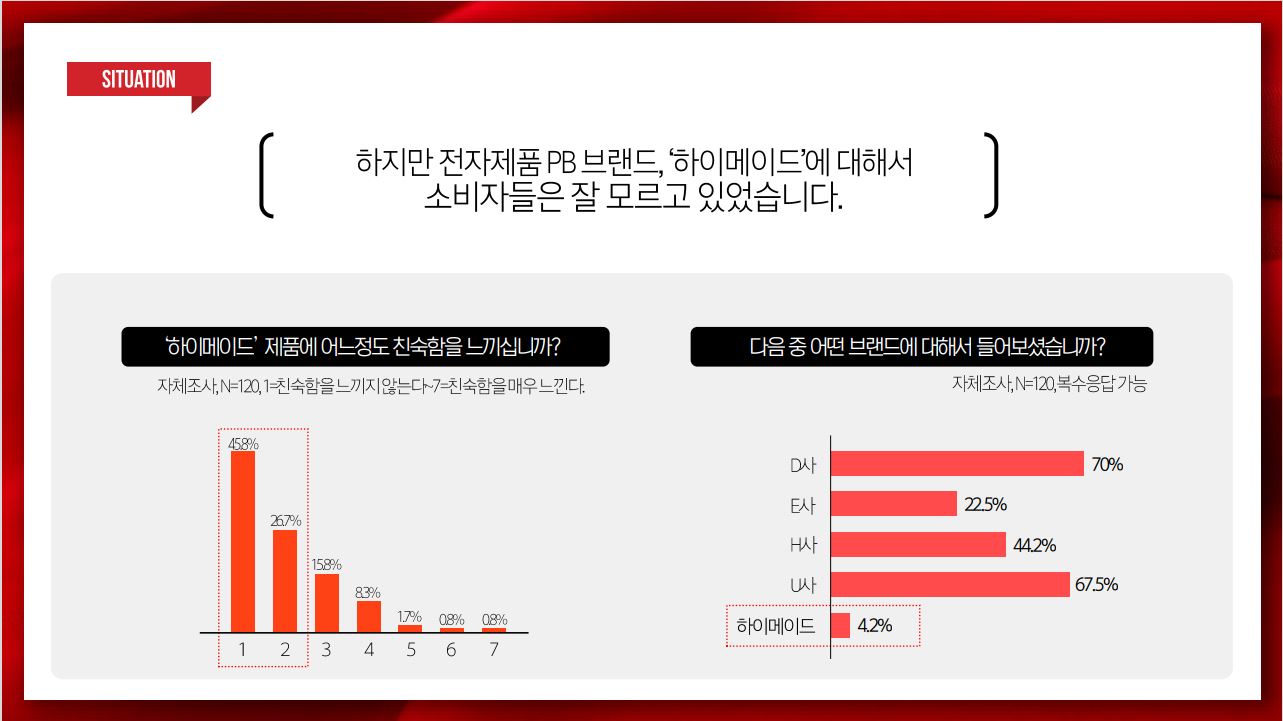 SITUATION
하지만 전자제품 PB 브랜드, ‘하이메이드’에 대해서
소비자들은 잘 모르고 있었습니다.
‘하이메이드’ 제품에 어느정도 친숙함을 느끼십니까?
자체조사, N=120, 1=친숙함을 느끼지 않는다~7=친숙함을 매우 느낀다.
45.8%
26.7%
15.8%
8.3%
1.7%
0.8%
0.8%
1 2 3 4 5 6 7
다음 중 어떤 브랜드에 대해서 들어보셨습니까?
자체조사, N=120, 복수응답 가능
D사 70%
E사 22.5%
H사 44.2%
U사 67.5%
하이메이드 4.2%